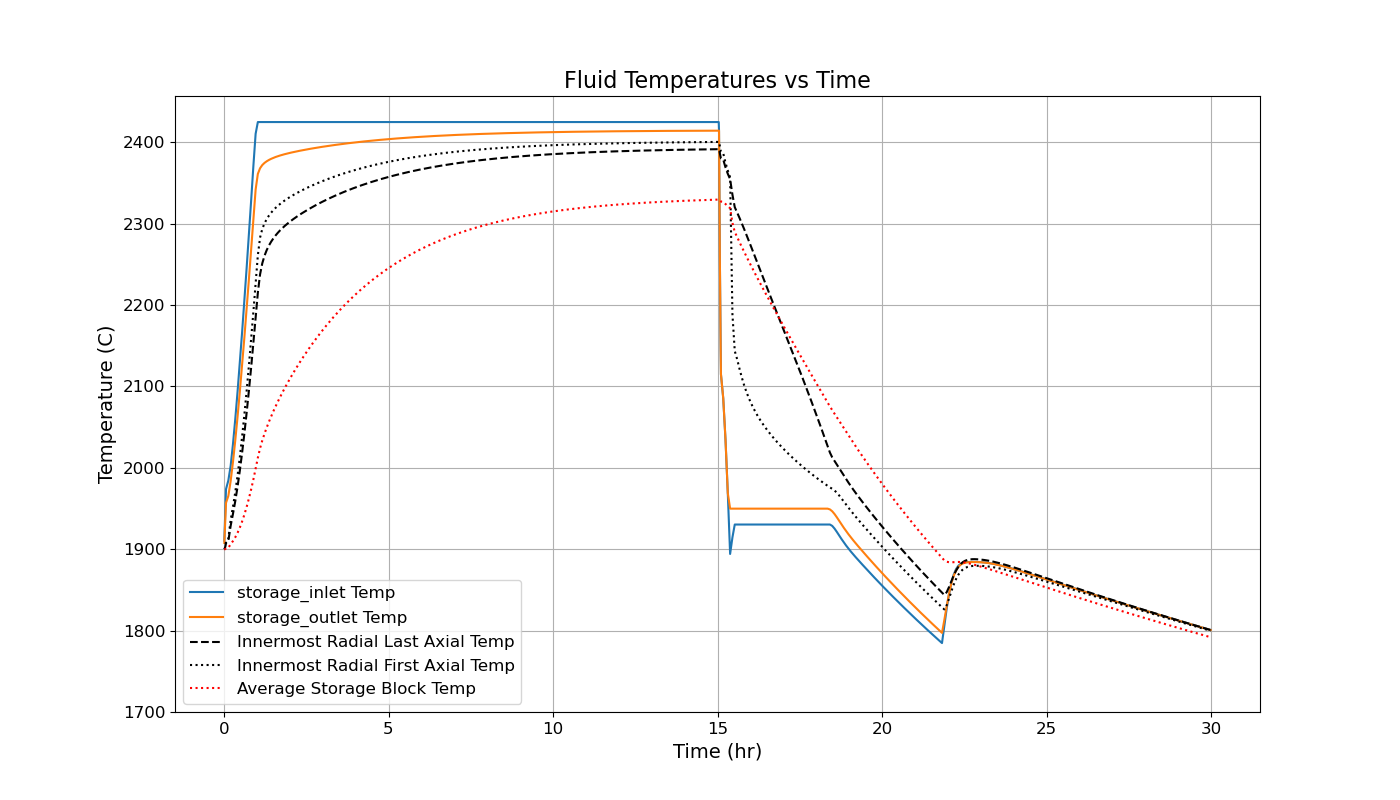 Fluid Temperatures vs Time
Temperature (C)
2400
2300
2200
2100
2000
1900
1800
1700
storage_inlet Temp
storage_outlet Temp
Innermost Radial Last Axial Temp
Innermost Radial First Axial Temp
Average Storage Block Temp
0 5 10 15 20 25 30
Time (hr)